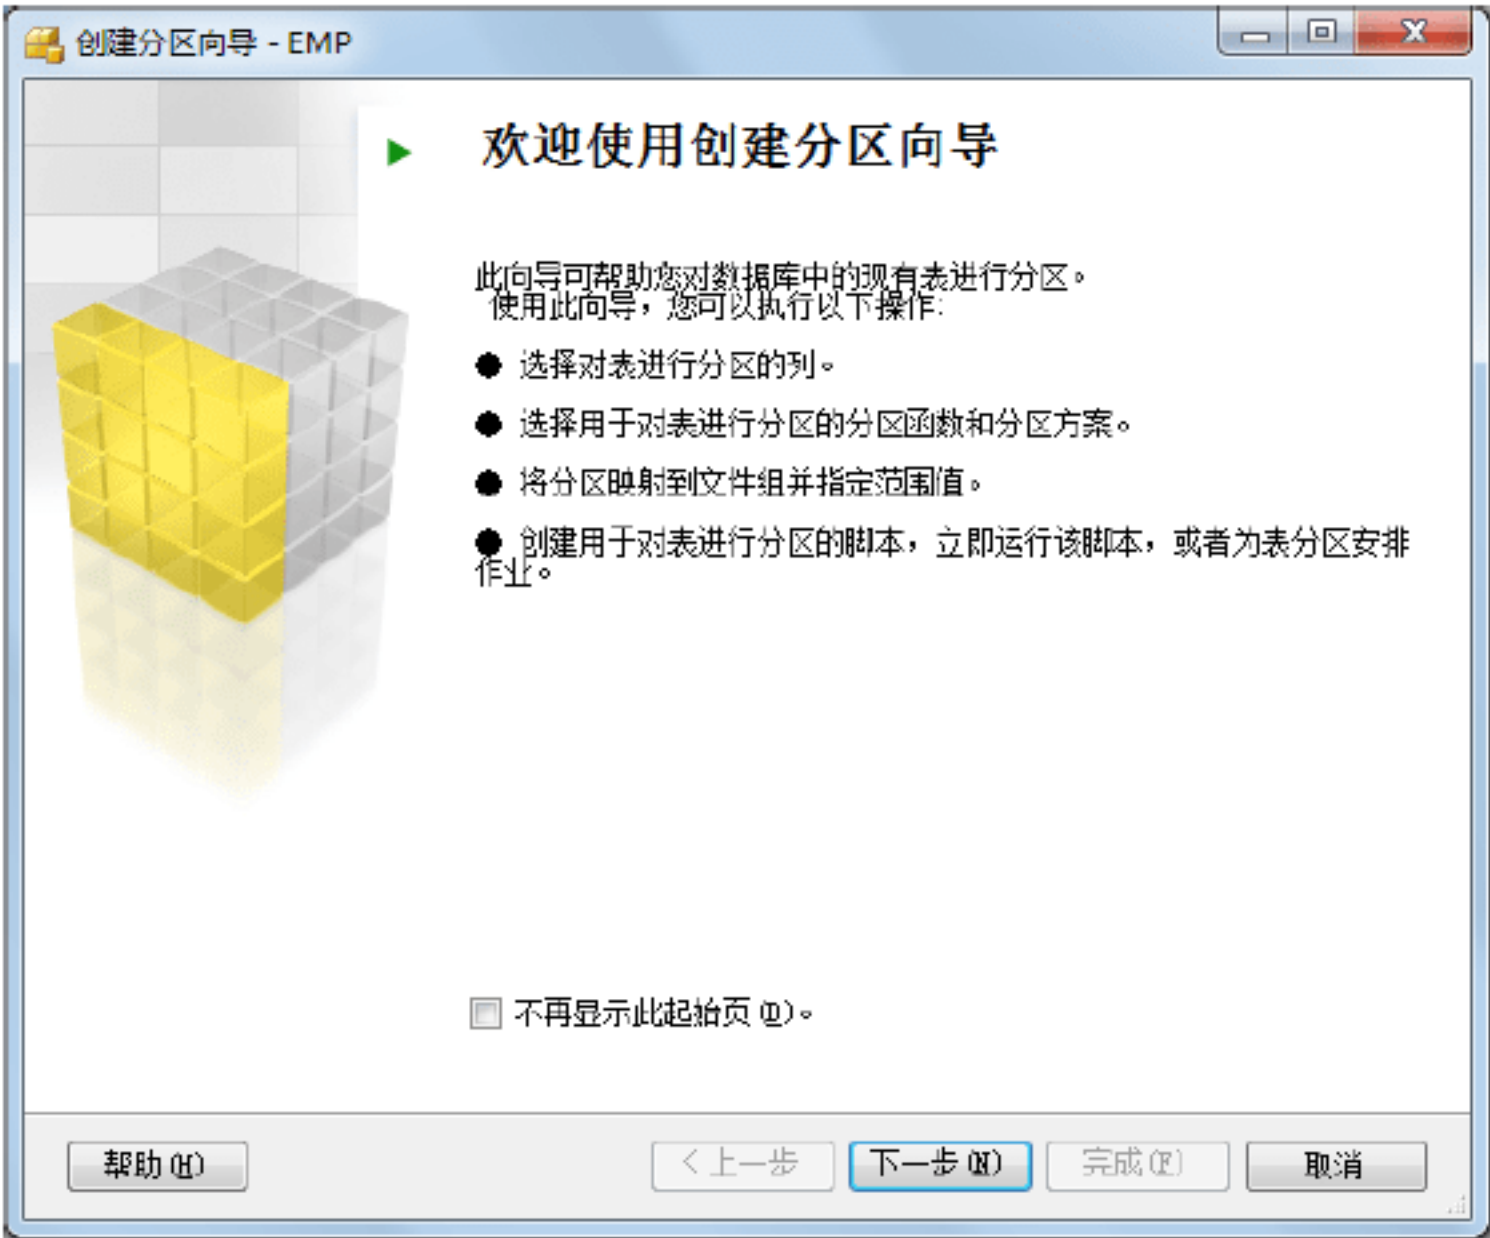 创建分区向导 - EMP
欢迎使用创建分区向导
此向导可帮助您对数据库中的现有表进行分区。
使用此向导，您可以执行以下操作:
● 选择对表进行分区的列。
● 选择用于对表进行分区的分区函数和分区方案。
● 将分区映射到文件组并指定范围值。
● 创建用于对表进行分区的脚本，立即运行该脚本，或者为表分区安排
作业。
不再显示此起始页(D)。
帮助(H)
< 上一步
下一步(N)
完成(F)
取消